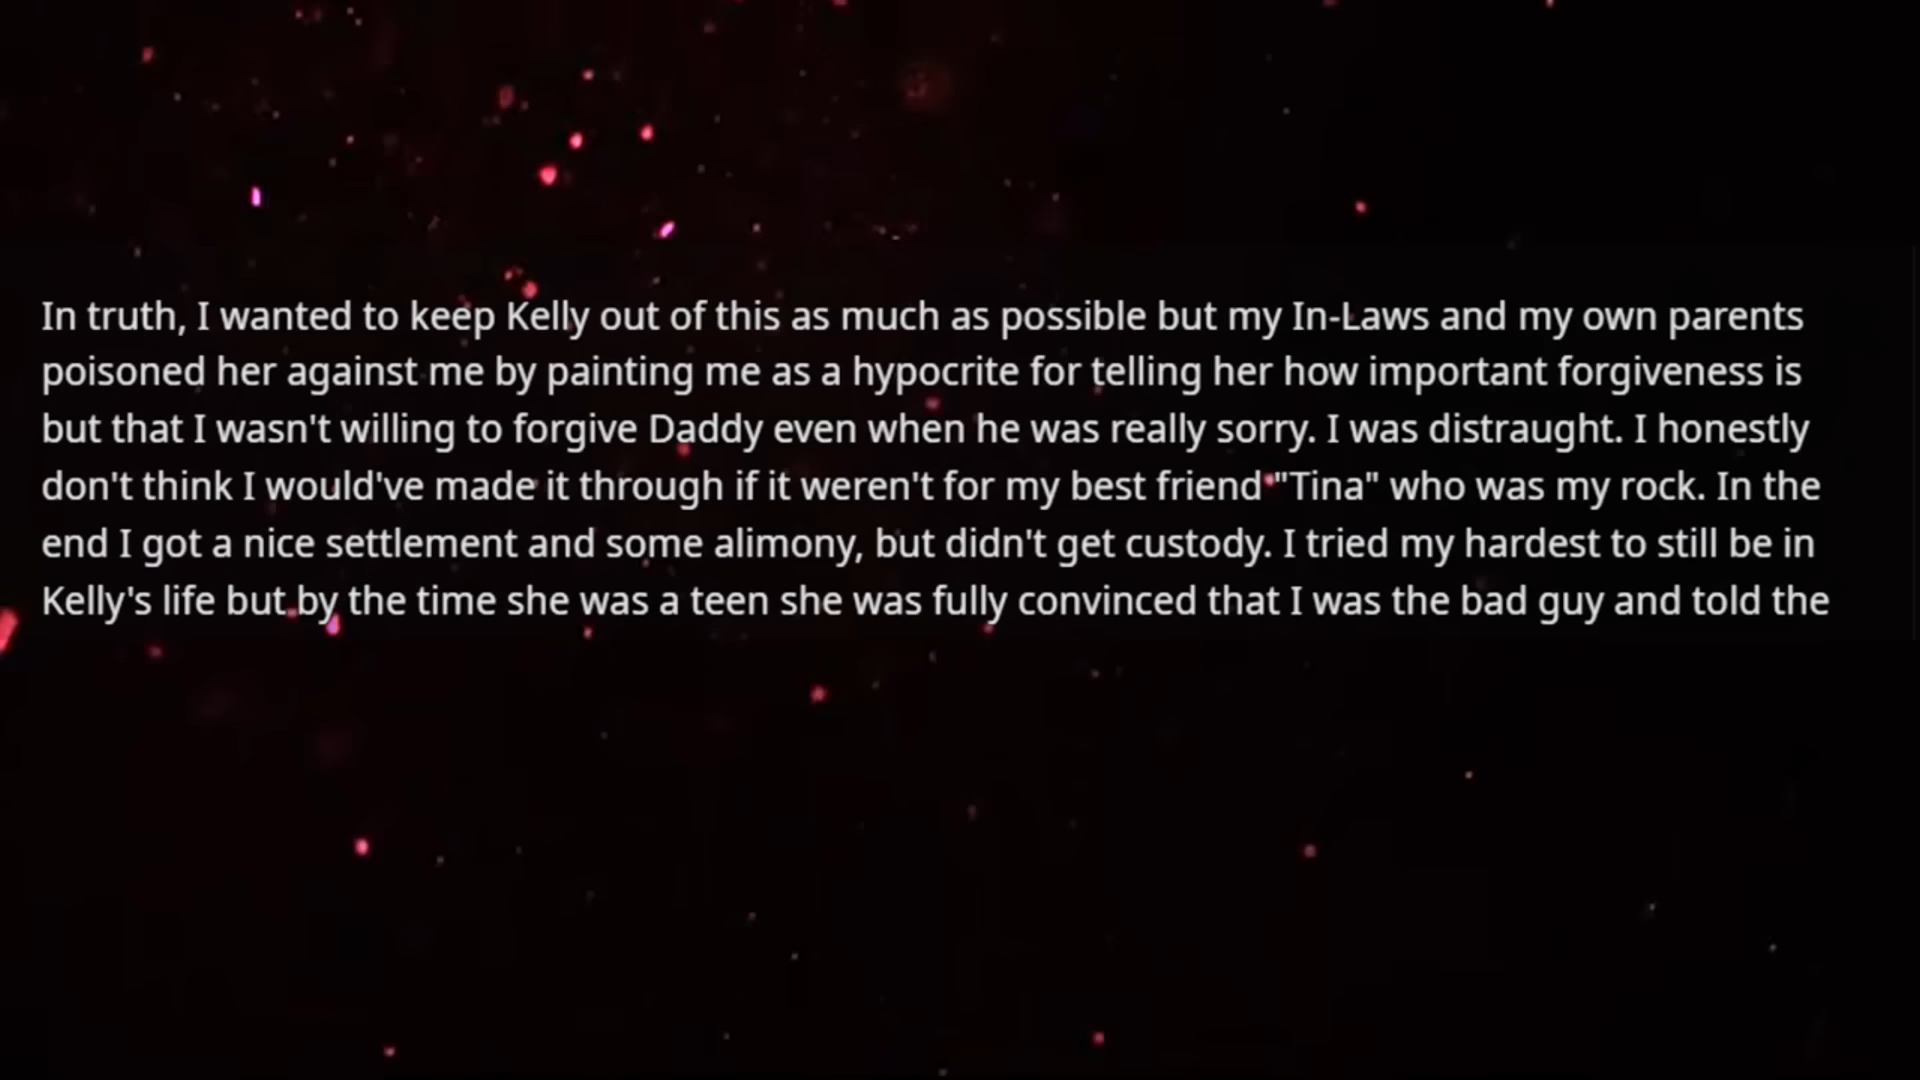 In truth, I wanted to keep Kelly out of this as much as possible but my In-Laws and my own parents
poisoned her against me by painting me as a hypocrite for telling her how important forgiveness is
but that I wasn't willing to forgive Daddy even when he was really sorry. I was distraught. I honestly
don't think I would've made it through if it weren't for my best friend "Tina" who was my rock. In the
end I got a nice settlement and some alimony, but didn't get custody. I tried my hardest to still be in
Kelly's life but by the time she was a teen she was fully convinced that I was the bad guy and told the